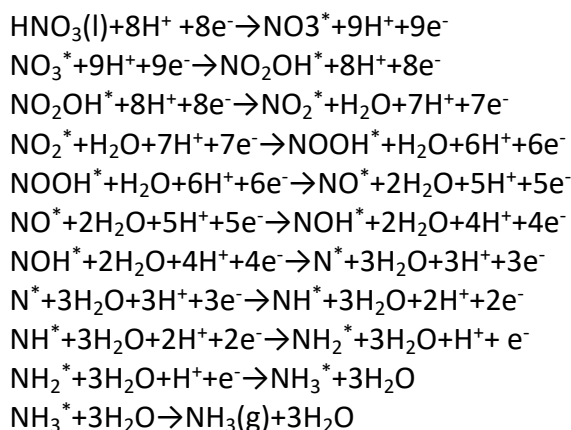 HNO₃(l)+8H⁺ +8e⁻→NO3*+9H⁺+9e⁻
NO₃*+9H⁺+9e⁻→NO₂OH*+8H⁺+8e⁻
NO₂OH*+8H⁺+8e⁻→NO₂*+H₂O+7H⁺+7e⁻
NO₂*+H₂O+7H⁺+7e⁻→NOOH*+H₂O+6H⁺+6e⁻
NOOH*+H₂O+6H⁺+6e⁻→NO*+2H₂O+5H⁺+5e⁻
NO*+2H₂O+5H⁺+5e⁻→NOH*+2H₂O+4H⁺+4e⁻
NOH*+2H₂O+4H⁺+4e⁻→N*+3H₂O+3H⁺+3e⁻
N*+3H₂O+3H⁺+3e⁻→NH*+3H₂O+2H⁺+2e⁻
NH*+3H₂O+2H⁺+2e⁻→NH₂*+3H₂O+H⁺+ e⁻
NH₂*+3H₂O+H⁺+e⁻→NH₃*+3H₂O
NH₃*+3H₂O→NH₃(g)+3H₂O